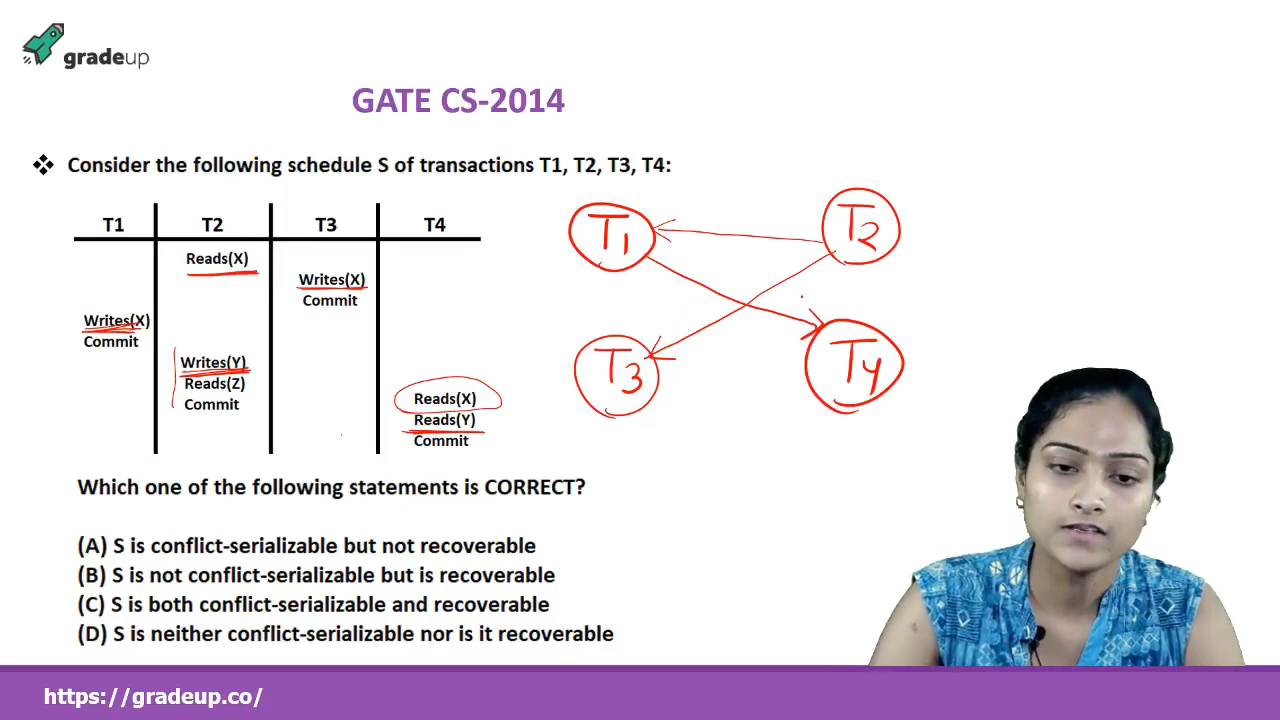 gradeup
GATE CS-2014
❖ Consider the following schedule S of transactions T1, T2, T3, T4:
T1 T2 T3 T4
Reads(X)
Writes(X)
Commit
Writes(X)
Commit
Writes(Y)
Reads(Z)
Commit
Reads(X)
Reads(Y)
Commit
T1
T2
T3
T4
Which one of the following statements is CORRECT?
(A) S is conflict-serializable but not recoverable
(B) S is not conflict-serializable but is recoverable
(C) S is both conflict-serializable and recoverable
(D) S is neither conflict-serializable nor is it recoverable
https://gradeup.co/